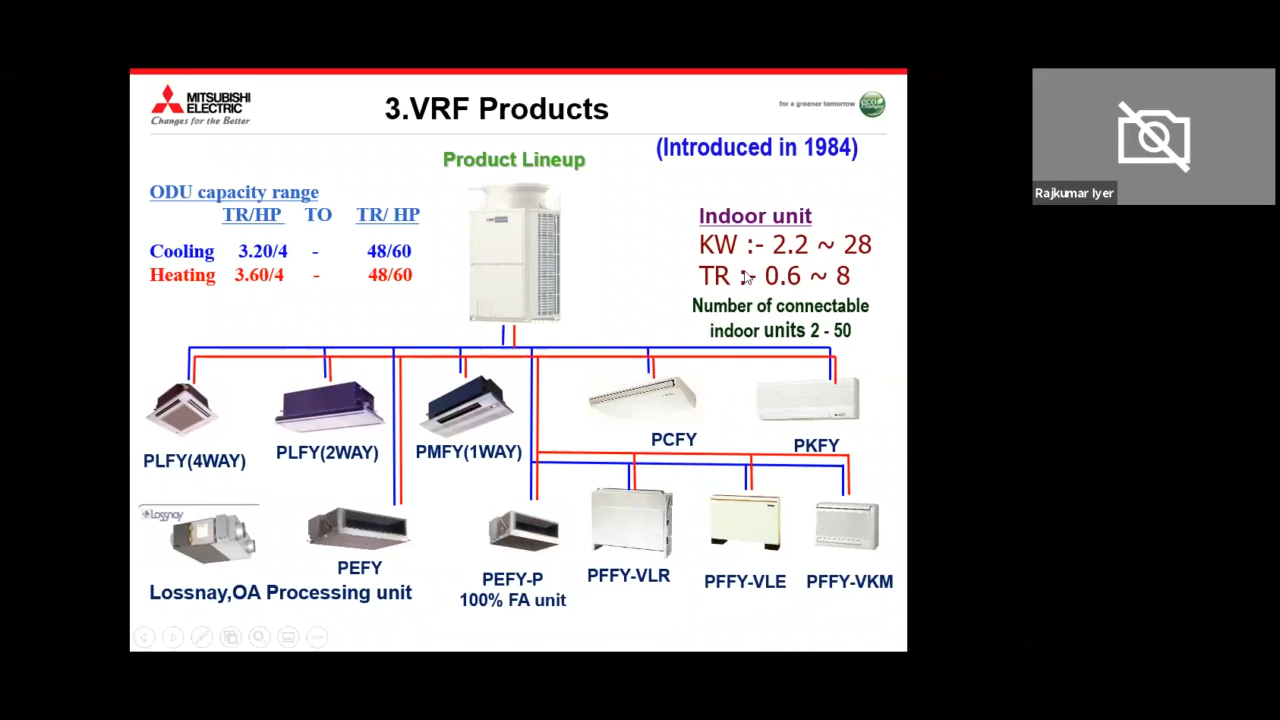 MITSUBISHI
ELECTRIC
Changes for the Better
3.VRF Products
for a greener tomorrow
eco
Changes
(Introduced in 1984)
Product Lineup
ODU capacity range
TR/HP TO TR/ HP
Cooling 3.20/4 - 48/60
Heating 3.60/4 - 48/60
Indoor unit
KW :- 2.2 ~ 28
TR :- 0.6 ~ 8
Number of connectable
indoor units 2 - 50
Rajkumar Iyer
PLFY(4WAY)
PLFY(2WAY)
PMFY(1WAY)
PCFY
PKFY
Lossnay
Lossnay,OA Processing unit
PEFY
PEFY-P
100% FA unit
PFFY-VLR
PFFY-VLE
PFFY-VKM